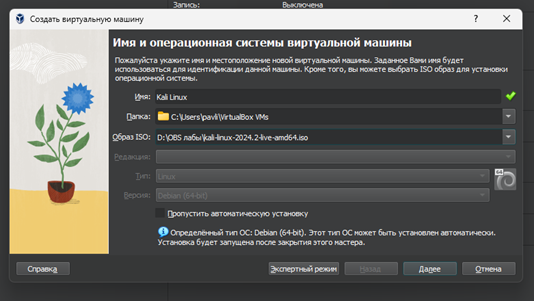 Запись: Выключена
Создать виртуальную машину
Имя и операционная системы виртуальной машины
Пожалуйста укажите имя и местоположение новой виртуальной машины. Заданное Вами имя будет
использоваться для идентификации данной машины. Кроме того, вы можете выбрать ISO образ для установки
операционной системы.
Имя: Kali Linux
Папка: C:\Users\pavli\VirtualBox VMs
Образ ISO: D:\OBS лабы\kali-linux-2024.2-live-amd64.iso
Редакция:
Тип: Linux
Версия: Debian (64-bit)
64
Пропустить автоматическую установку
Определённый тип ОС: Debian (64-bit). Этот тип ОС может быть установлен автоматически.
Установка будет запущена после закрытия этого мастера.
Справка Экспертный режим Назад Далее Отмена